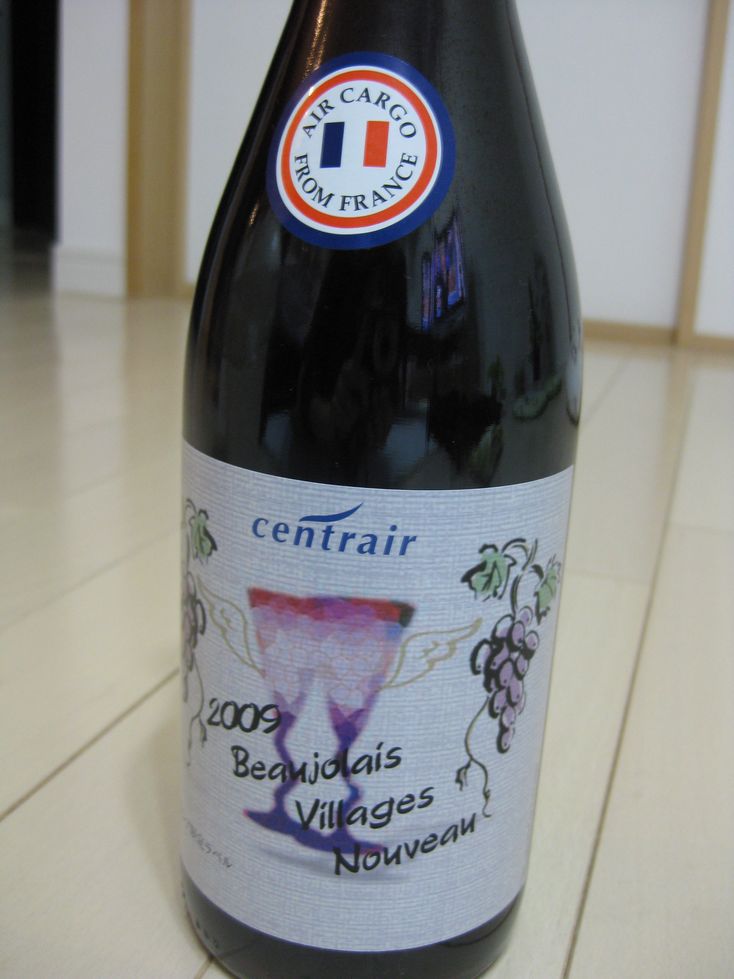 AIR CARGO
FROM FRANCE
centrair
2009
Beaujolais
Villages
Nouveau